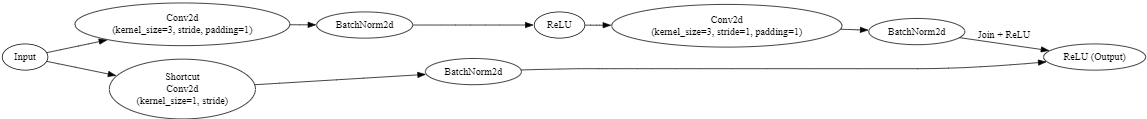 Input
Conv2d
(kernel_size=3, stride, padding=1)
BatchNorm2d
ReLU
Conv2d
(kernel_size=3, stride=1, padding=1)
BatchNorm2d
Join + ReLU
Shortcut
Conv2d
(kernel_size=1, stride)
BatchNorm2d
ReLU (Output)